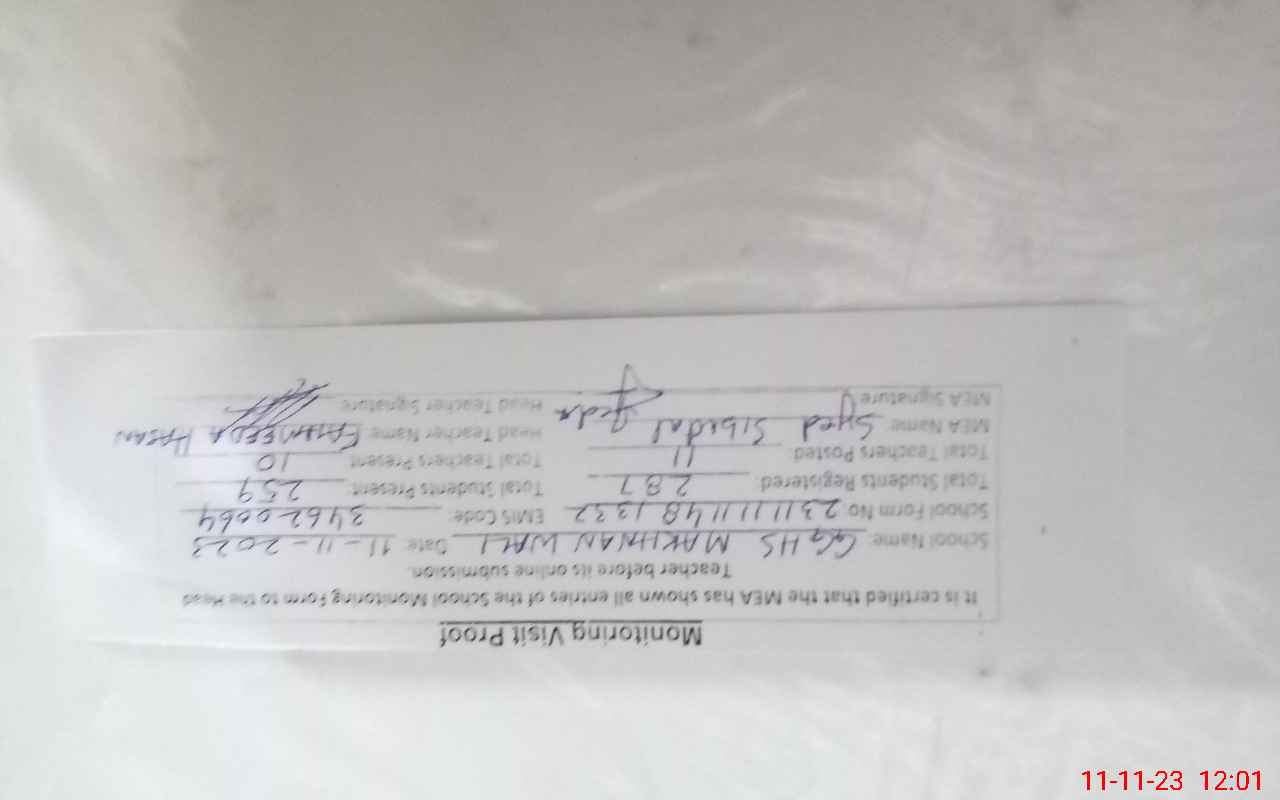 Monitoring Visit Proof
It is certified that the MEA has shown all entries of the School Monitoring Form to the Head
Teacher before its online submission.
School Name: GGHS MAKHNAN WALI Date: 11-11-2023
School Form No: 231111148 1332 EMIS Code: 34620064
Total Students Registered: 287 Total Students Present: 259
Total Teachers Posted: 11 Total Teachers Present: 10
MEA Name: Syed Sibedal Head Teacher Name: FAHMEEDA HASAN
MEA Signature: Head Teacher Signature:
11-11-23 12:01